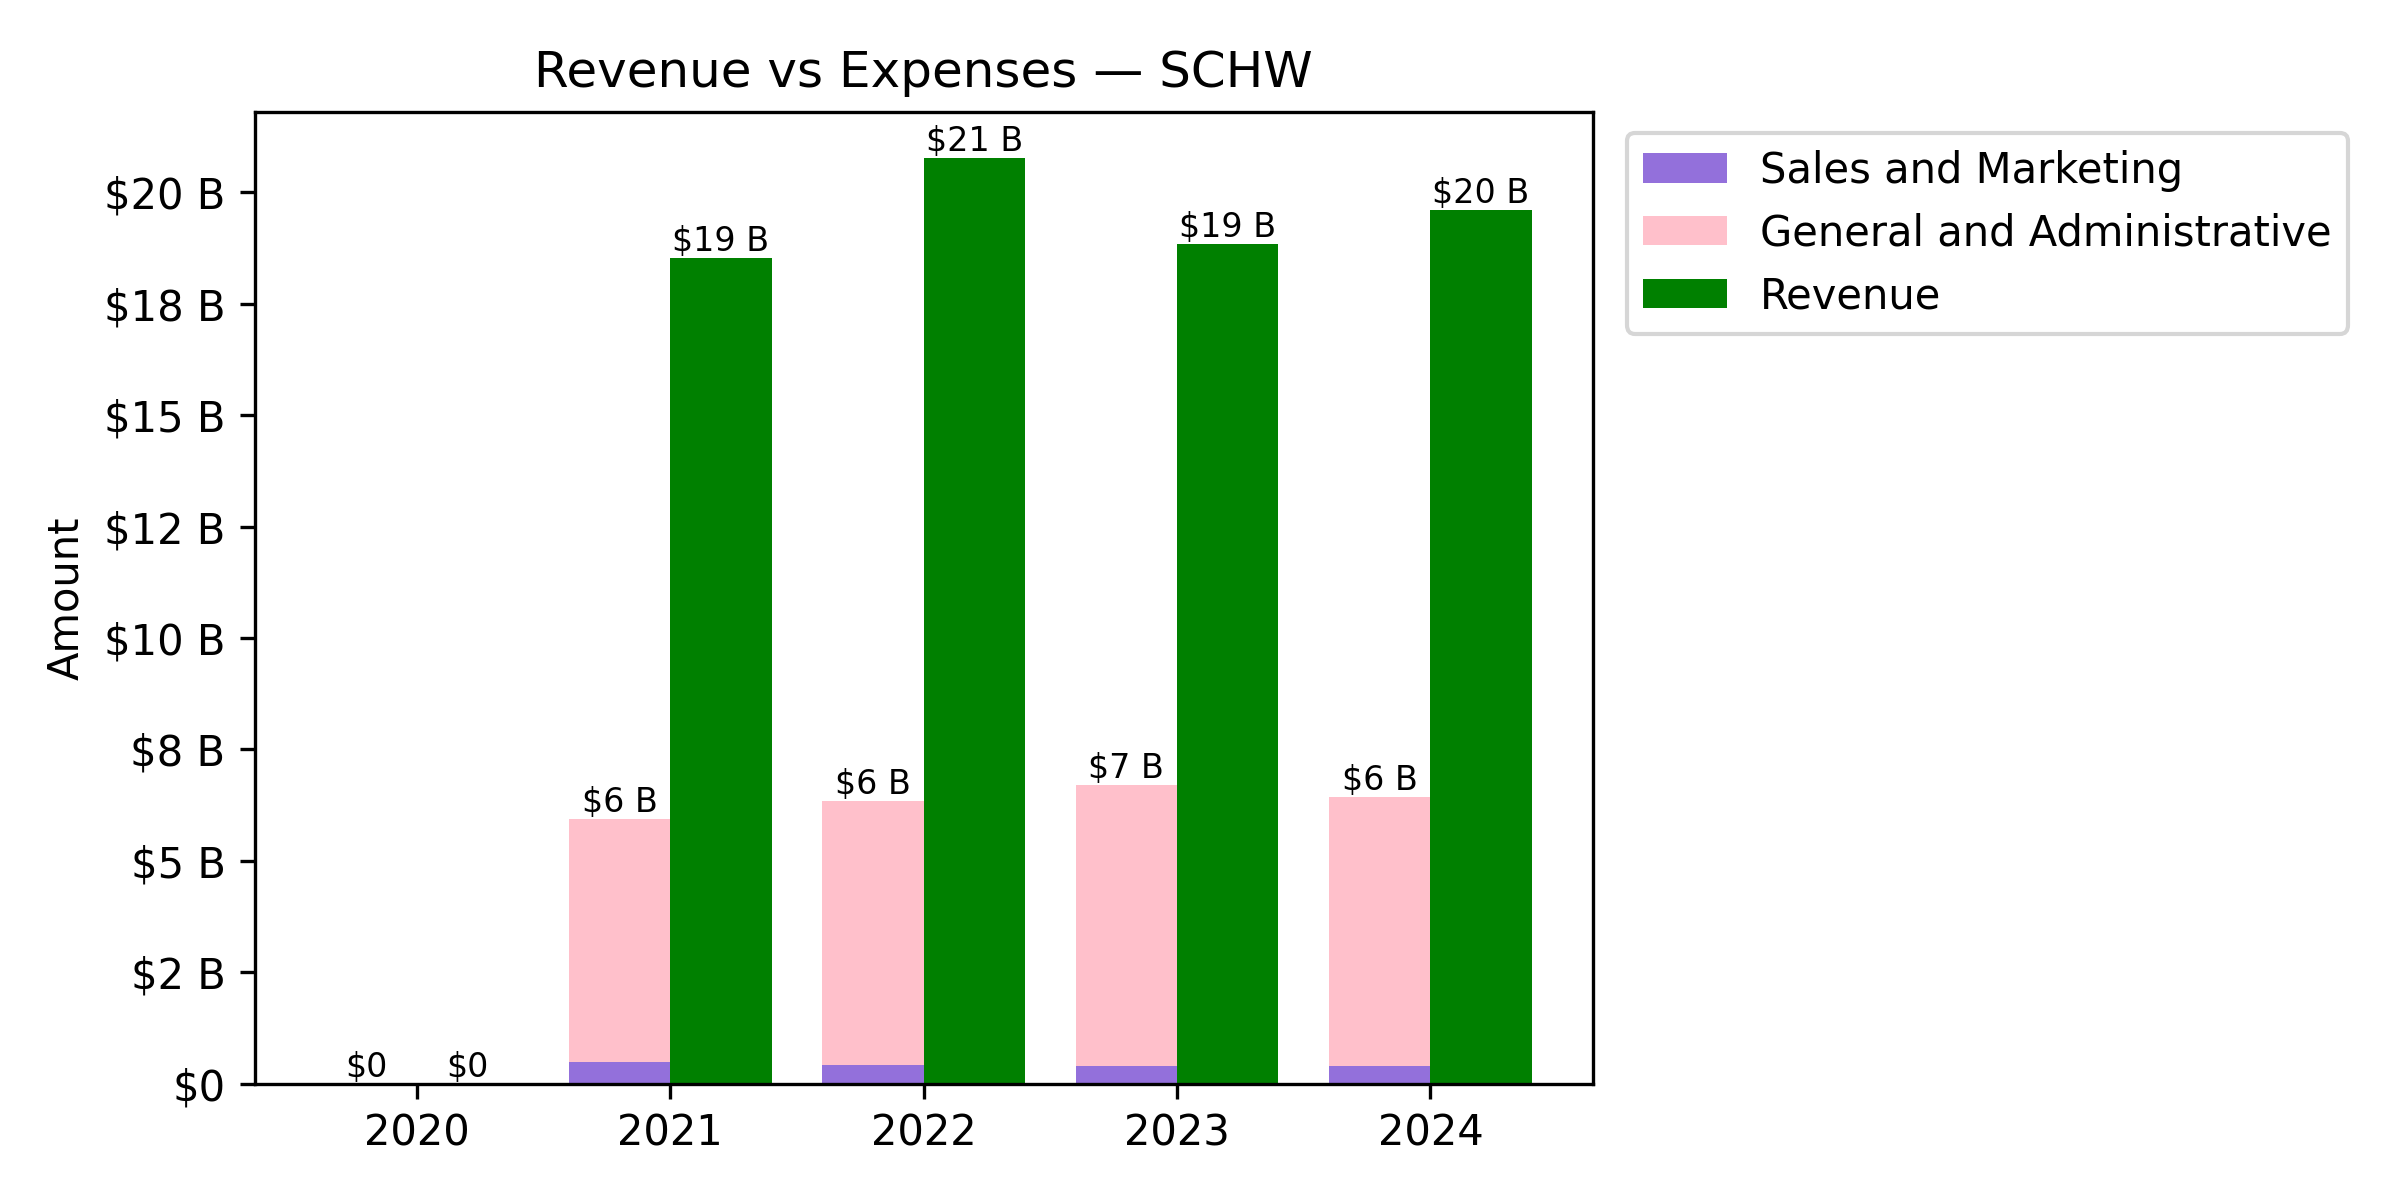 Revenue vs Expenses — SCHW
Sales and Marketing
General and Administrative
Revenue
Amount
$20 B
$18 B
$15 B
$12 B
$10 B
$8 B
$5 B
$2 B
$0
$0
$0
$6 B
$19 B
$6 B
$21 B
$7 B
$19 B
$6 B
$20 B
2020
2021
2022
2023
2024